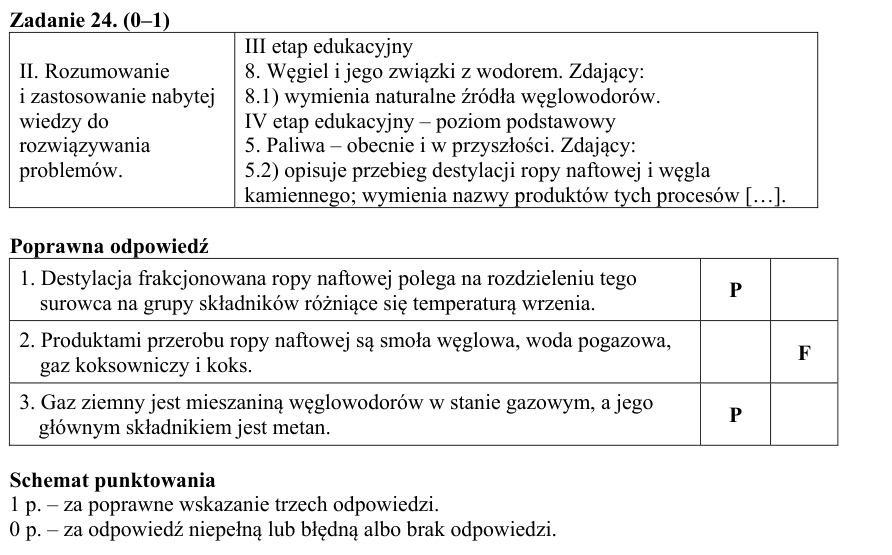 Zadanie 24. (0–1)
II. Rozumowanie
i zastosowanie nabytej
wiedzy do
rozwiązywania
problemów.
III etap edukacyjny
8. Węgiel i jego związki z wodorem. Zdający:
8.1) wymienia naturalne źródła węglowodorów.
IV etap edukacyjny – poziom podstawowy
5. Paliwa – obecnie i w przyszłości. Zdający:
5.2) opisuje przebieg destylacji ropy naftowej i węgla
kamiennego; wymienia nazwy produktów tych procesów […].
Poprawna odpowiedź
1. Destylacja frakcjonowana ropy naftowej polega na rozdzieleniu tego
surowca na grupy składników różniące się temperaturą wrzenia.
P
2. Produktami przerobu ropy naftowej są smoła węglowa, woda pogazowa,
gaz koksowniczy i koks.
F
3. Gaz ziemny jest mieszaniną węglowodorów w stanie gazowym, a jego
głównym składnikiem jest metan.
P
Schemat punktowania
1 p. – za poprawne wskazanie trzech odpowiedzi.
0 p. – za odpowiedź niepełną lub błędną albo brak odpowiedzi.